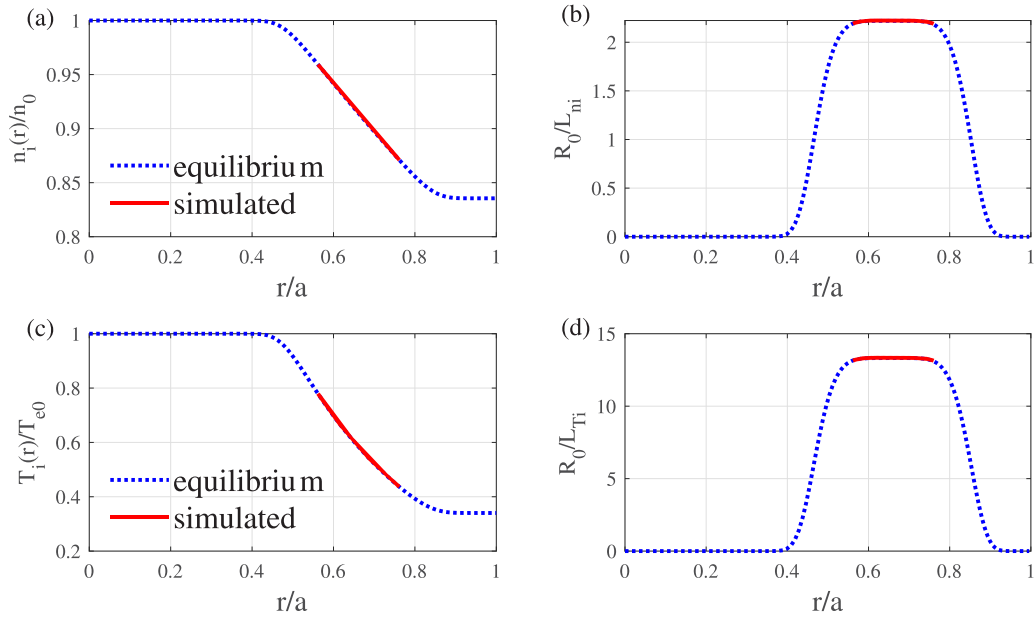 (a)
1
0.95
0.9
0.85
0.8
n_i(r)/n_0
equilibrium
simulated
0 0.2 0.4 0.6 0.8 1
r/a
(b)
2
1.5
1
0.5
0
R_0/L_ni
0 0.2 0.4 0.6 0.8 1
r/a
(c)
1
0.8
0.6
0.4
0.2
T_i(r)/T_e0
equilibrium
simulated
0 0.2 0.4 0.6 0.8 1
r/a
(d)
15
10
5
0
R_0/L_Ti
0 0.2 0.4 0.6 0.8 1
r/a